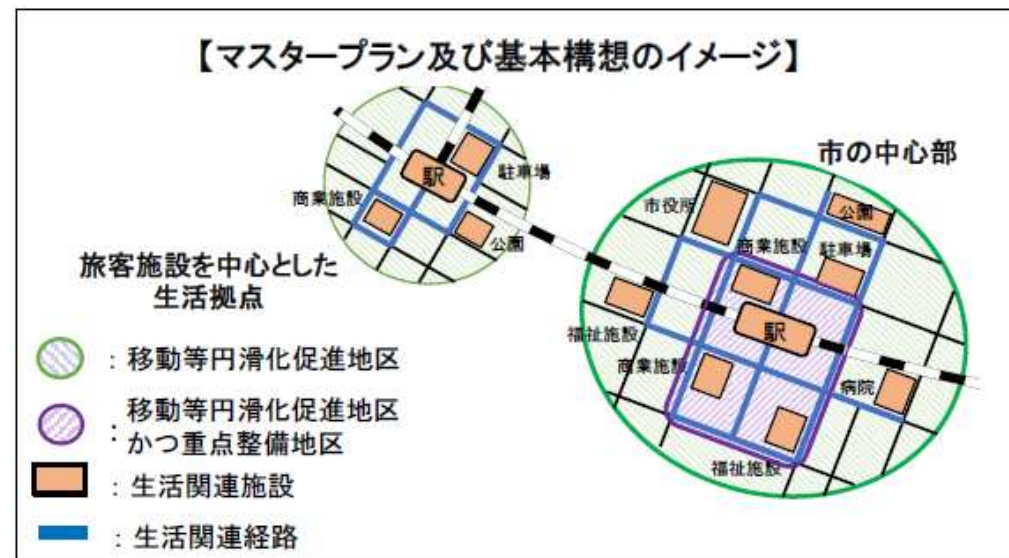 【マスタープラン及び基本構想のイメージ】
市の中心部
駅
駐車場
商業施設
公園
市役所
公園
商業施設
駐車場
旅客施設を中心とした
生活拠点
福祉施設
駅
商業施設
病院
福祉施設
：移動等円滑化促進地区
：移動等円滑化促進地区
かつ重点整備地区
：生活関連施設
：生活関連経路